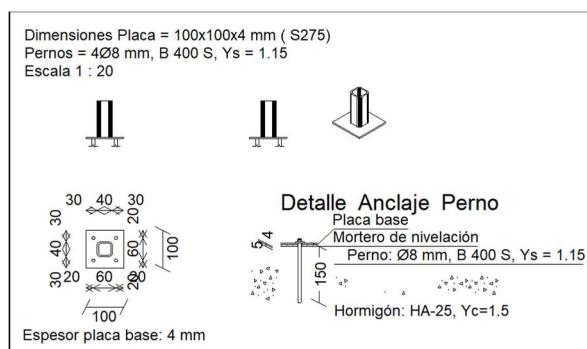 Dimensiones Placa = 100x100x4 mm ( S275)
Pernos = 4Ø8 mm, B 400 S, Ys = 1.15
Escala 1 : 20
30 40 30
30
20
40
60
100
30
20
20 60 20
100
Espesor placa base: 4 mm
Detalle Anclaje Perno
Placa base
Mortero de nivelación
Perno: Ø8 mm, B 400 S, Ys = 1.15
5
4
150
Hormigón: HA-25, Yc=1.5